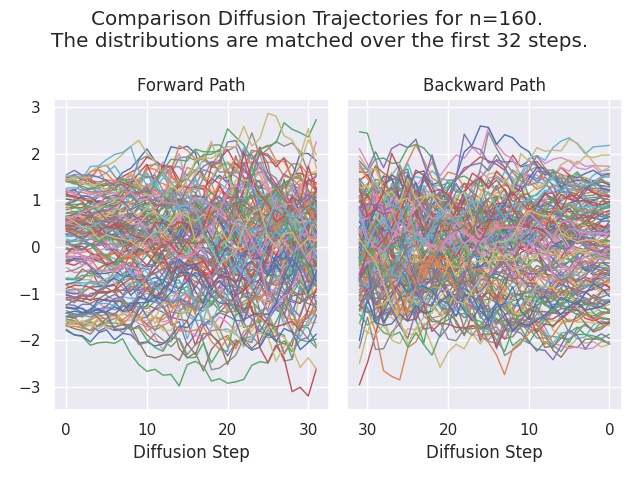 Comparison Diffusion Trajectories for n=160.
The distributions are matched over the first 32 steps.
Forward Path
Backward Path
3
2
1
0
−1
−2
−3
0 10 20 30
30 20 10 0
Diffusion Step
Diffusion Step